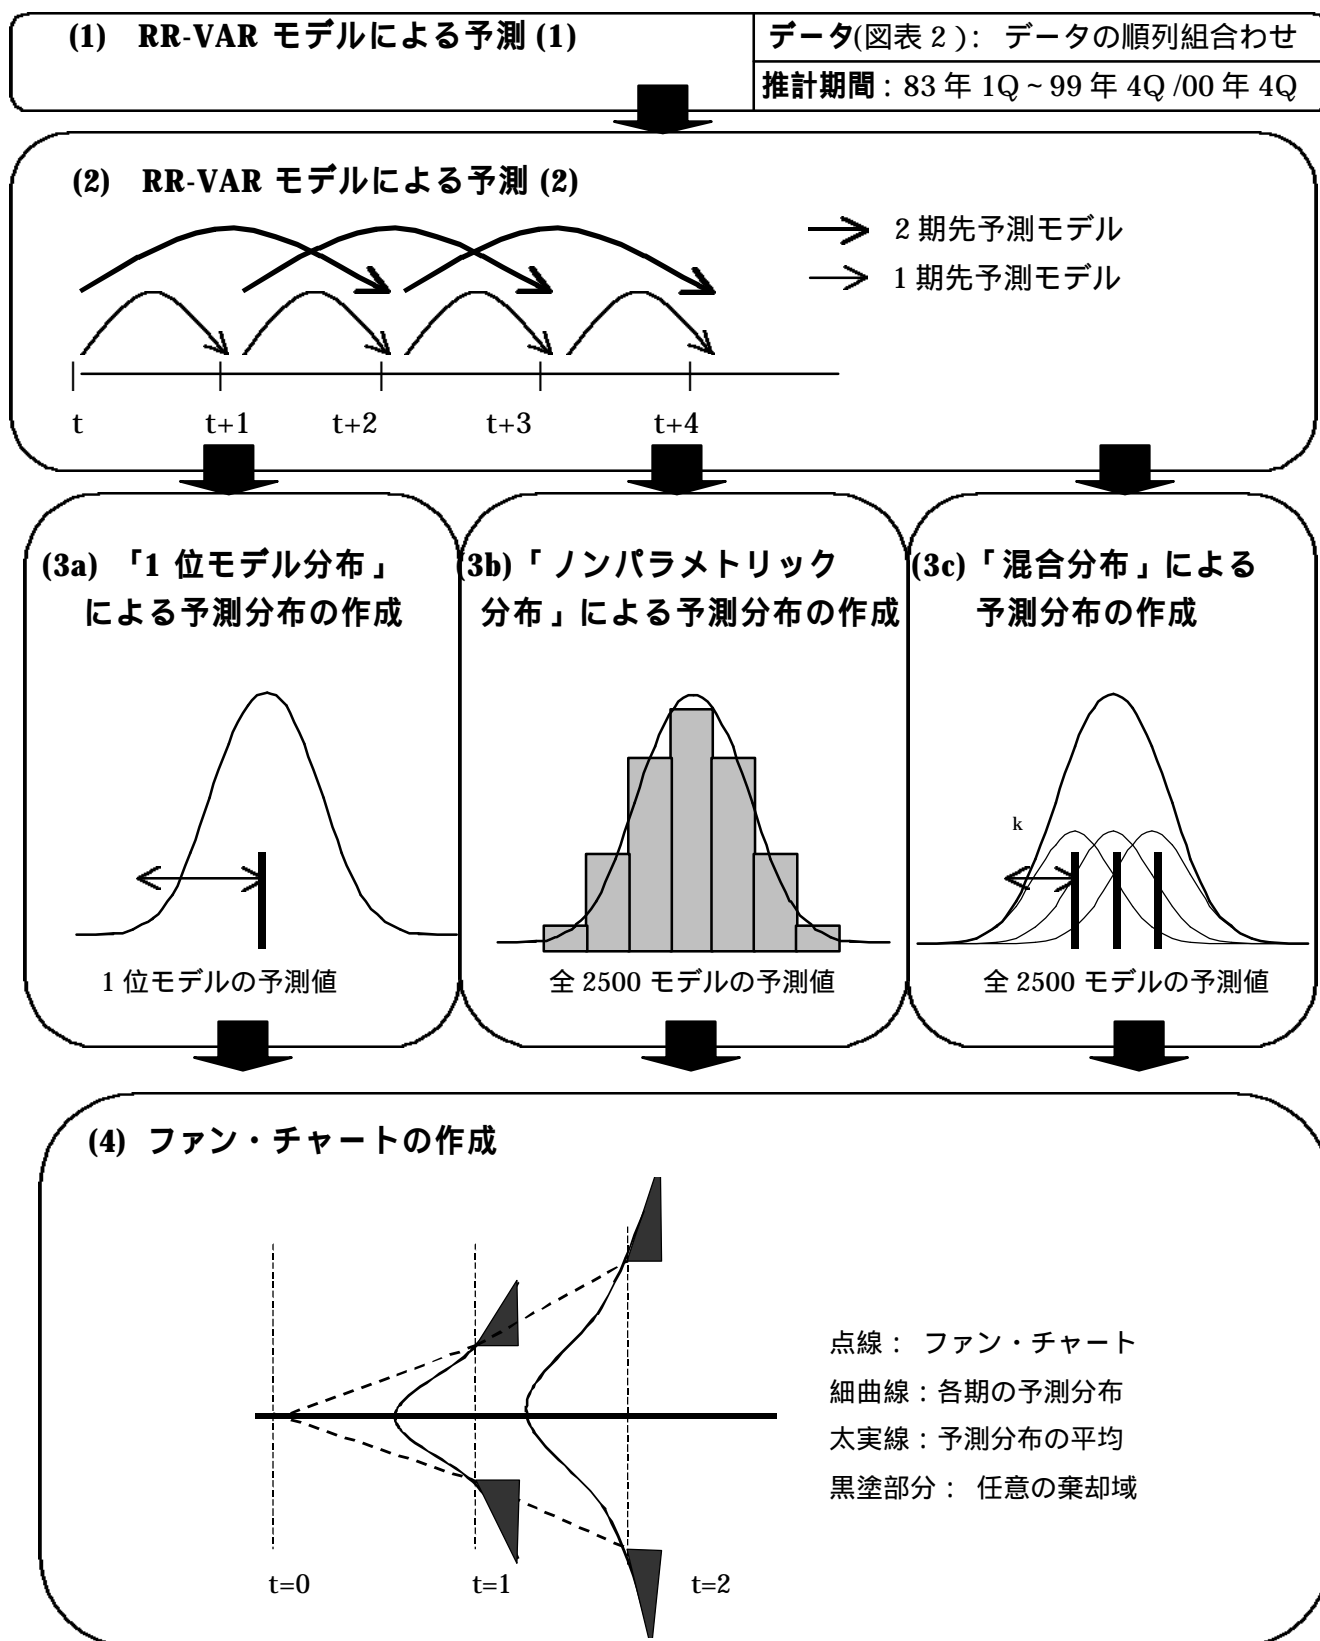 (1) RR-VAR モデルによる予測 (1)
データ(図表 2 ): データの順列組合わせ
推計期間 : 83 年 1Q ~ 99 年 4Q /00 年 4Q
(2) RR-VAR モデルによる予測 (2)
2 期先予測モデル
1 期先予測モデル
t t+1 t+2 t+3 t+4
(3a) 「1 位モデル分布」
による予測分布の作成
(3b)「ノンパラメトリック
分布」による予測分布の作成
(3c)「混合分布」による
予測分布の作成
k
1 位モデルの予測値
全 2500 モデルの予測値
全 2500 モデルの予測値
(4) ファン・チャートの作成
点線: ファン・チャート
細曲線:各期の予測分布
太実線:予測分布の平均
黒塗部分: 任意の棄却域
t=0 t=1 t=2